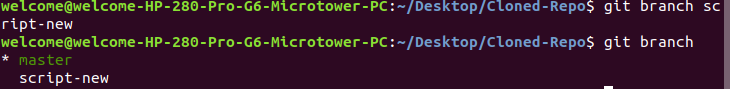 welcome@welcome-HP-280-Pro-G6-Microtower-PC:~/Desktop/Cloned-Repo$ git branch sc
ript-new
welcome@welcome-HP-280-Pro-G6-Microtower-PC:~/Desktop/Cloned-Repo$ git branch
* master
  script-new